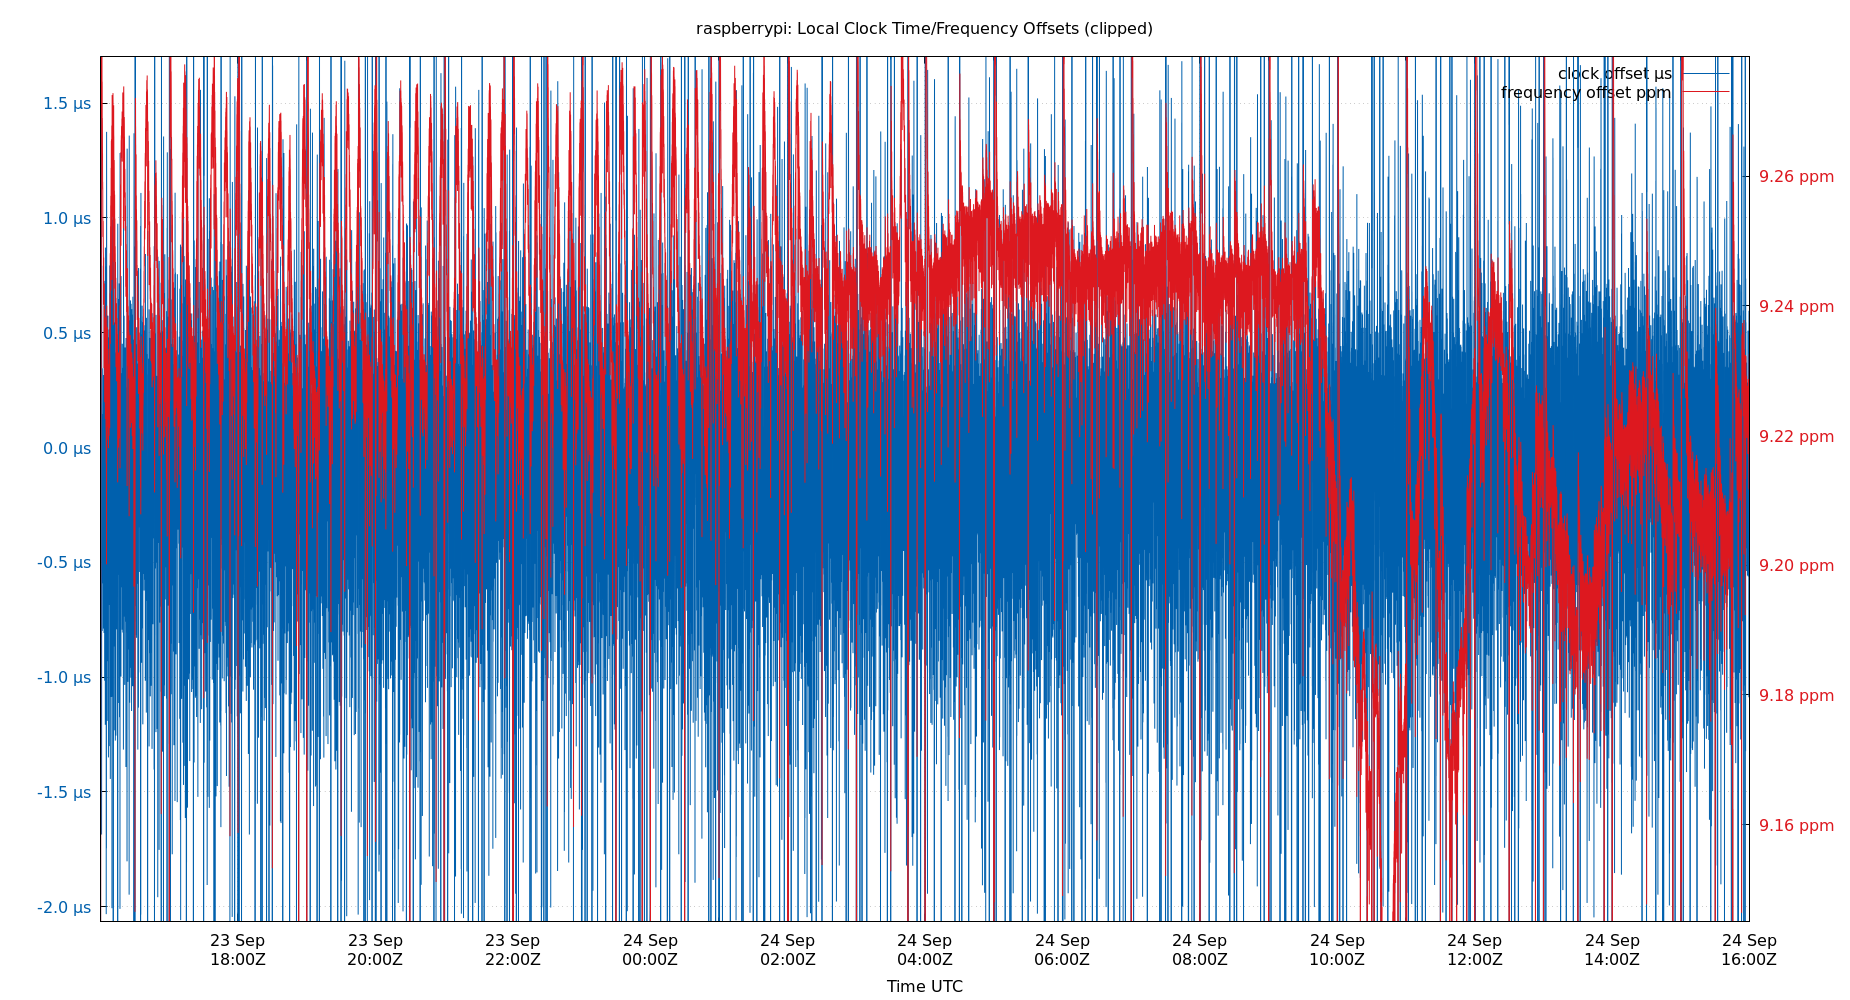 raspberrypi: Local Clock Time/Frequency Offsets (clipped)
clock offset µs
frequency offset ppm
1.5 µs
1.0 µs
0.5 µs
0.0 µs
-0.5 µs
-1.0 µs
-1.5 µs
-2.0 µs
9.26 ppm
9.24 ppm
9.22 ppm
9.20 ppm
9.18 ppm
9.16 ppm
23 Sep
18:00Z
23 Sep
20:00Z
23 Sep
22:00Z
24 Sep
00:00Z
24 Sep
02:00Z
24 Sep
04:00Z
24 Sep
06:00Z
24 Sep
08:00Z
24 Sep
10:00Z
24 Sep
12:00Z
24 Sep
14:00Z
24 Sep
16:00Z
Time UTC